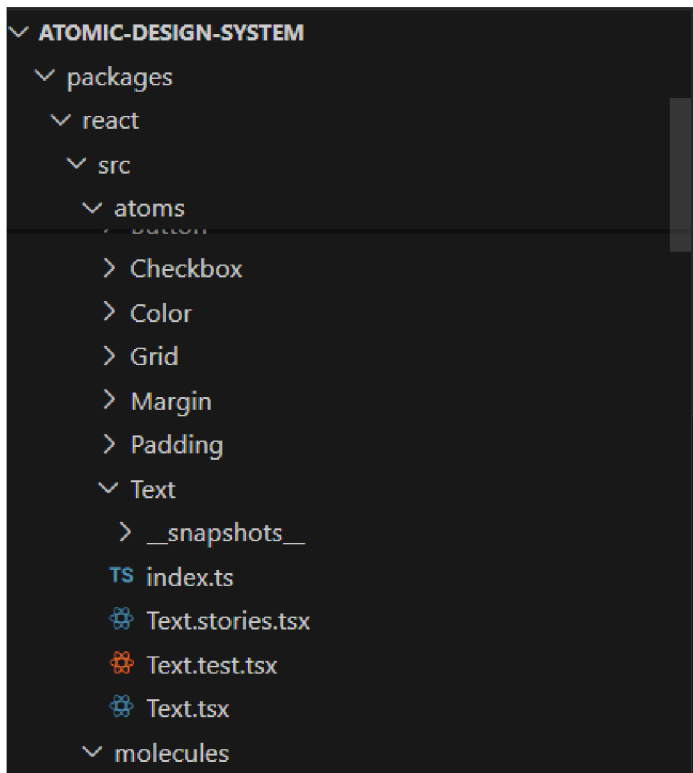 ATOMIC-DESIGN-SYSTEM
packages
react
src
atoms
Checkbox
Color
Grid
Margin
Padding
Text
__snapshots__
TS index.ts
Text.stories.tsx
Text.test.tsx
Text.tsx
molecules